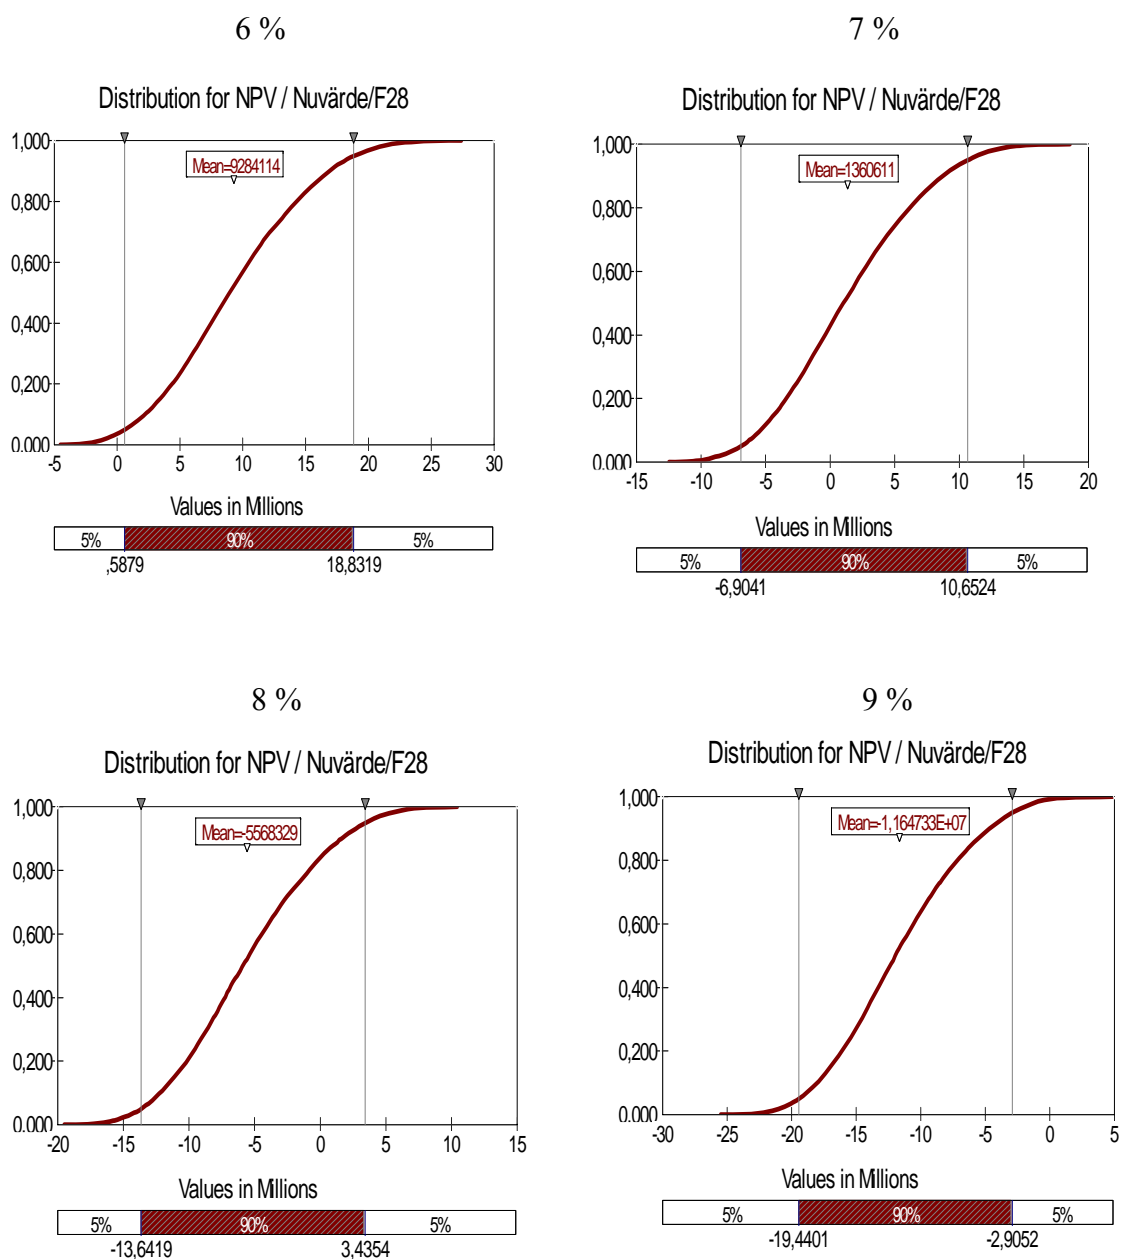 6 %
Distribution for NPV / Nuvärde/F28
Mean=9284114
1,000
0,800
0,600
0,400
0,200
0.000
-5 0 5 10 15 20 25 30
Values in Millions
5% 90% 5%
,5879 18,8319
7 %
Distribution for NPV / Nuvärde/F28
Mean=1360611
1,000
0,800
0,600
0,400
0,200
0.000
-15 -10 -5 0 5 10 15 20
Values in Millions
5% 90% 5%
-6,9041 10,6524
8 %
Distribution for NPV / Nuvärde/F28
Mean=-5568329
1,000
0,800
0,600
0,400
0,200
0.000
-20 -15 -10 -5 0 5 10 15
Values in Millions
5% 90% 5%
-13,6419 3,4354
9 %
Distribution for NPV / Nuvärde/F28
Mean=-1,164733E+07
1,000
0,800
0,600
0,400
0,200
0.000
-30 -25 -20 -15 -10 -5 0 5
Values in Millions
5% 90% 5%
-19,4401 -2,9052